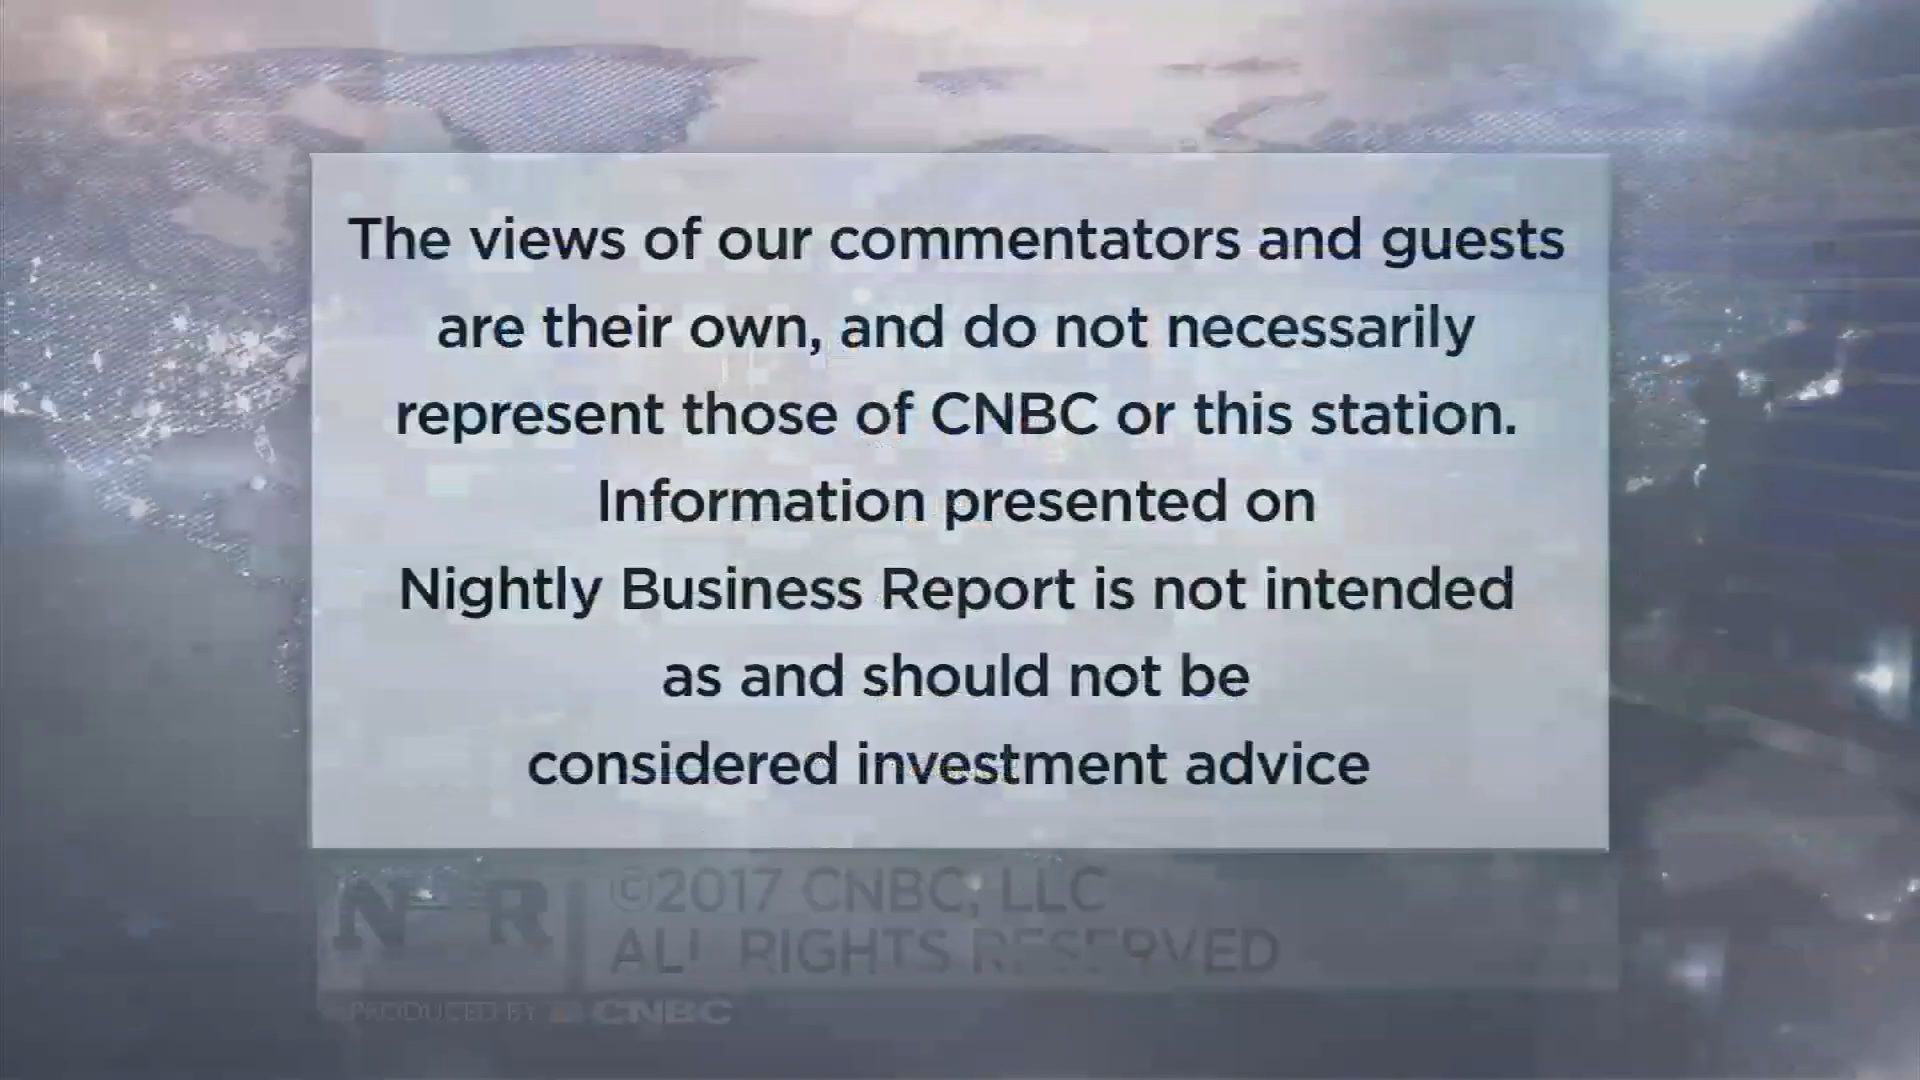 The views of our commentators and guests
are their own, and do not necessarily
represent those of CNBC or this station.
Information presented on
Nightly Business Report is not intended
as and should not be
considered investment advice
©2017 CNBC, LLC
ALL RIGHTS RESERVED
PRODUCED BY CNBC